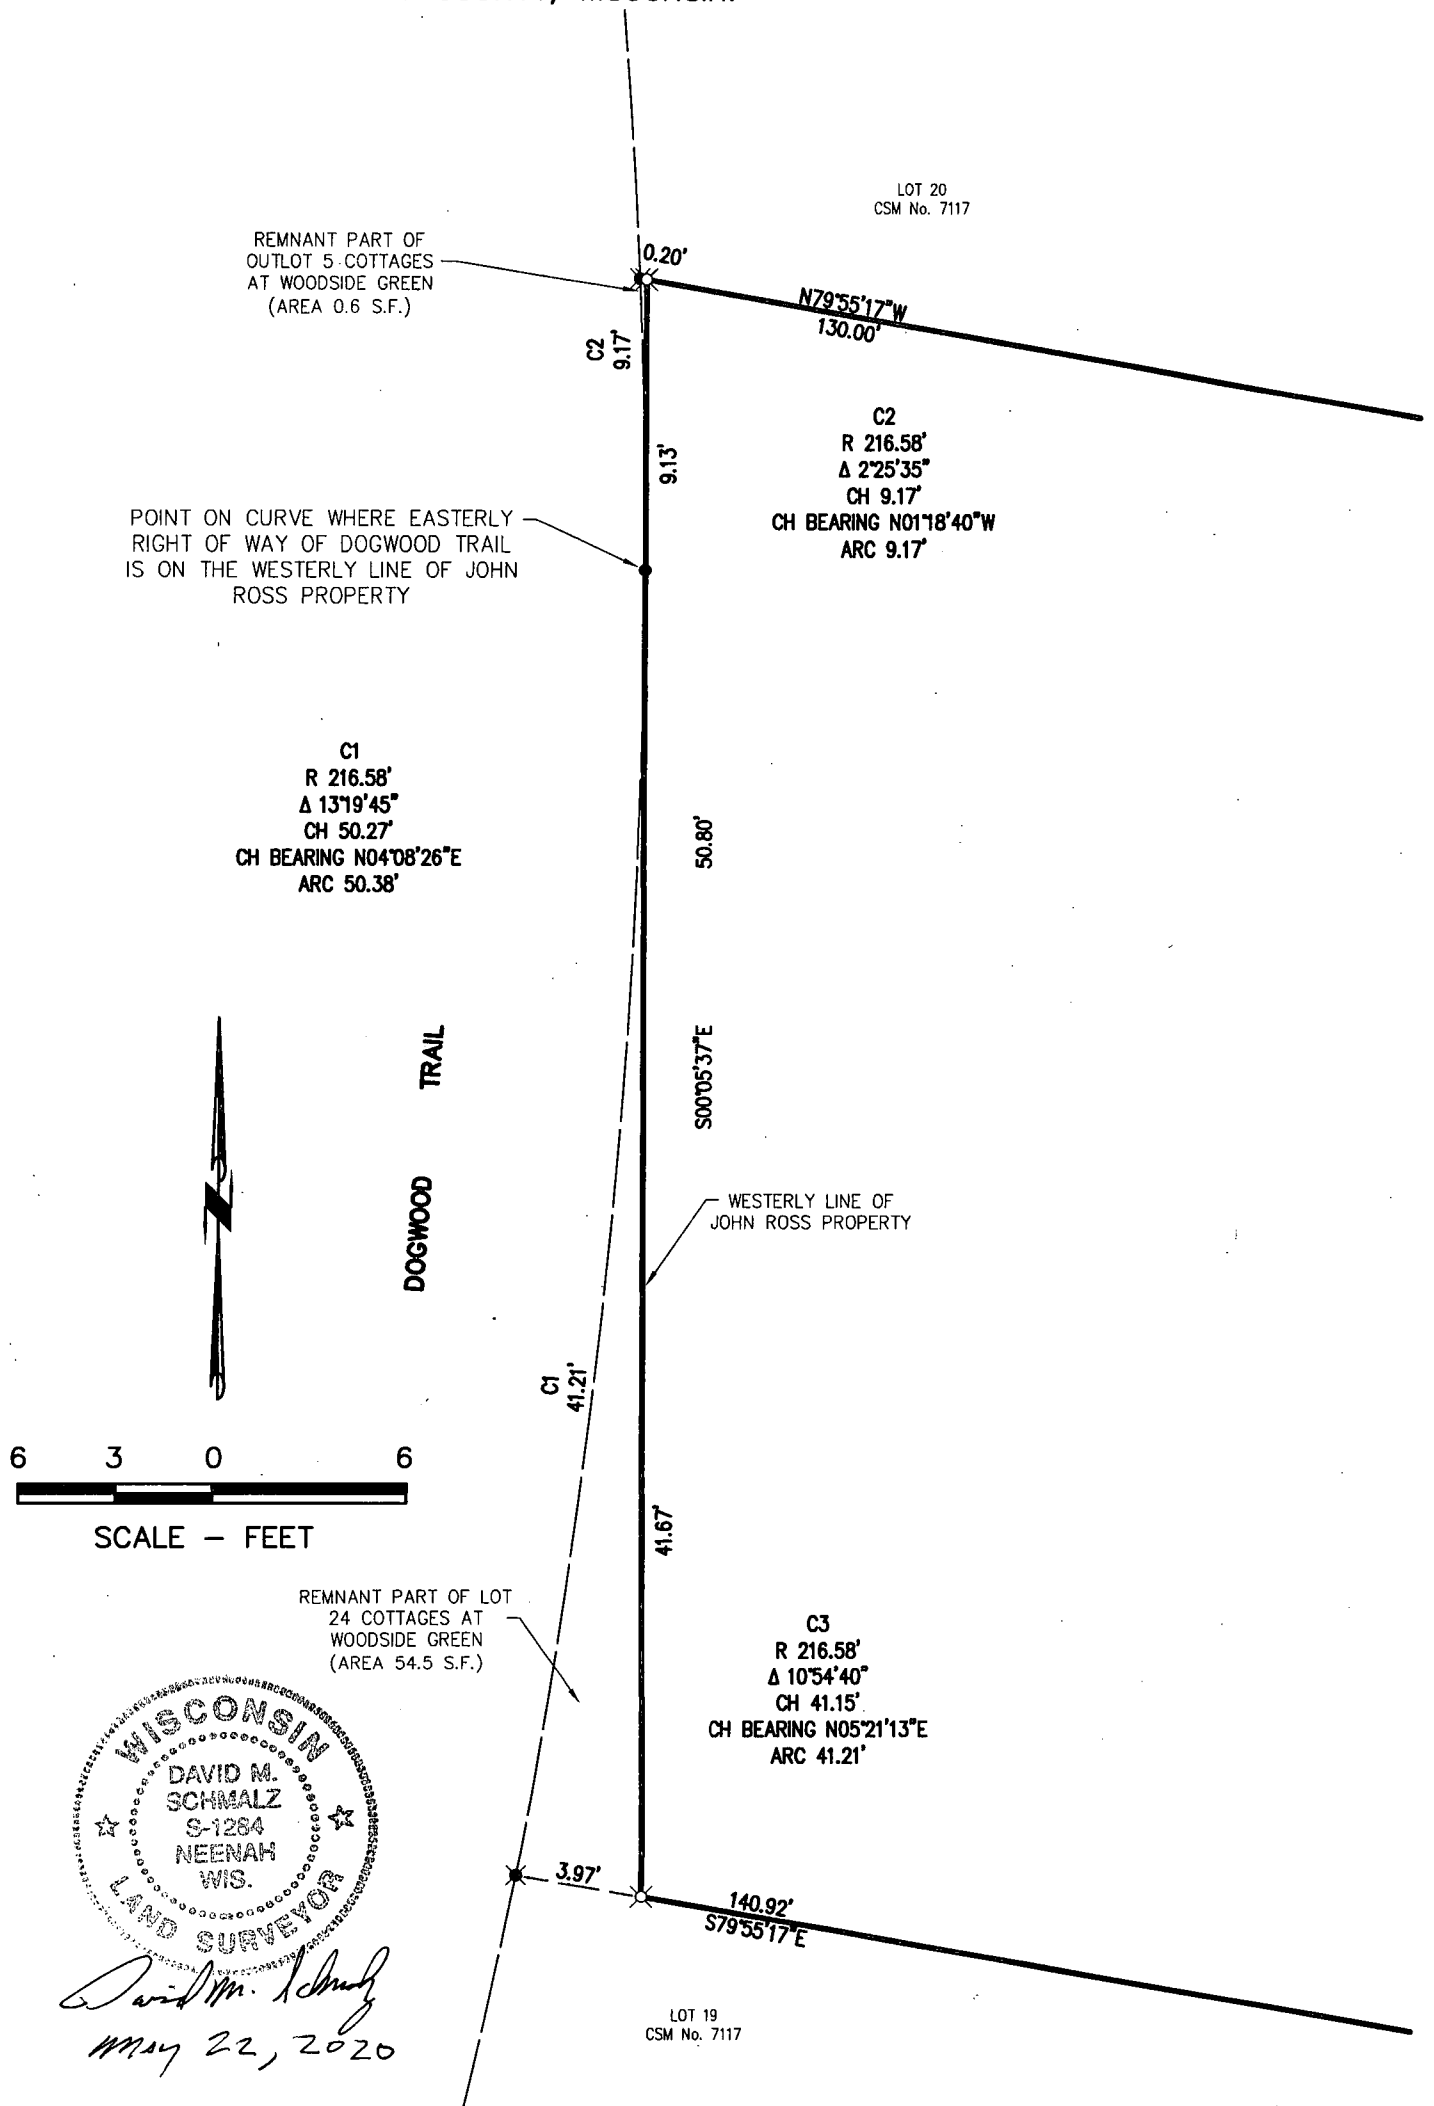 LOT 20
CSM No. 7117
REMNANT PART OF
OUTLOT 5 COTTAGES
AT WOODSIDE GREEN
(AREA 0.6 S.F.)
0.20'
N79°55'17"W
130.00'
C2
9.17'
9.13'
C2
R 216.58'
Δ 2°25'35"
CH 9.17'
CH BEARING N01°18'40"W
ARC 9.17'
POINT ON CURVE WHERE EASTERLY
RIGHT OF WAY OF DOGWOOD TRAIL
IS ON THE WESTERLY LINE OF JOHN
ROSS PROPERTY
C1
R 216.58'
Δ 13°19'45"
CH 50.27'
CH BEARING N04°08'26"E
ARC 50.38'
50.80'
S00°05'37"E
DOGWOOD TRAIL
WESTERLY LINE OF
JOHN ROSS PROPERTY
C1
41.21'
6 3 0 6
SCALE – FEET
41.67'
REMNANT PART OF LOT
24 COTTAGES AT
WOODSIDE GREEN
(AREA 54.5 S.F.)
C3
R 216.58'
Δ 10°54'40"
CH 41.15'
CH BEARING N05°21'13"E
ARC 41.21'
WISCONSIN
DAVID M.
SCHMALZ
S-1284
NEENAH
WIS.
LAND SURVEYOR
3.97'
140.92'
S79°55'17"E
David M. Schmalz
May 22, 2020
LOT 19
CSM No. 7117